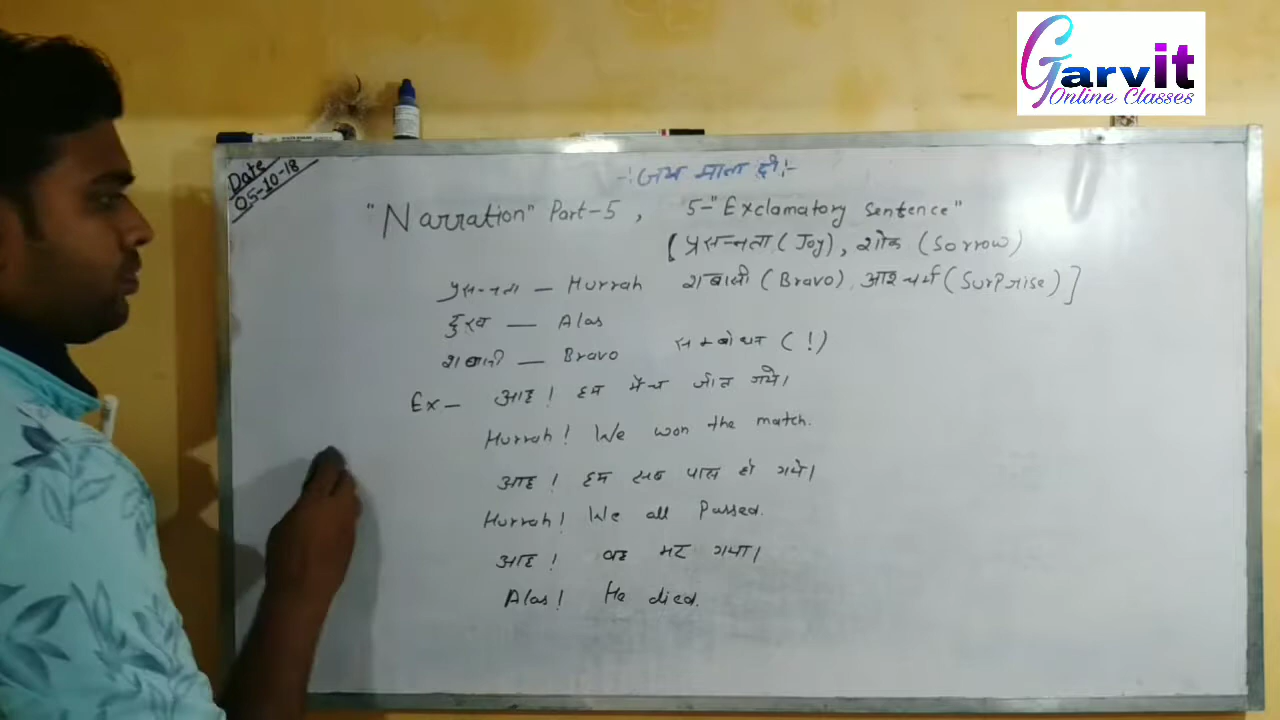 Garvit
Online Classes
Date
05-10-18
-:जय माता दी:-
"Narration" Part-5, 5-"Exclamatory Sentence"
[प्रसन्नता (Joy), शोक (Sorrow)
शबासी (Bravo), आश्चर्य (Surprise)]
प्रसन्नता — Hurrah
दुख — Alas
शबासी — Bravo
सम्बोधन (!)
Ex— आह! हम मैच जीत गये।
Hurrah! We won the match.
आह! हम सब पास हो गये।
Hurrah! We all Passed.
आह! वह मर गया।
Alas! He died.